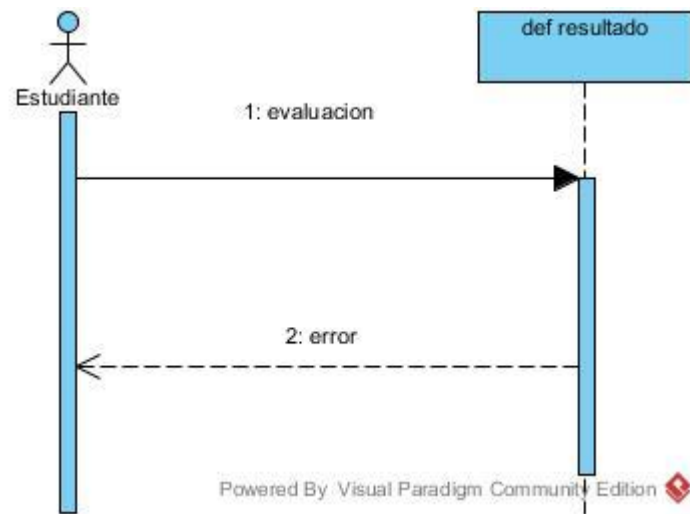 def resultado
Estudiante
1: evaluacion
2: error
Powered By Visual Paradigm Community Edition